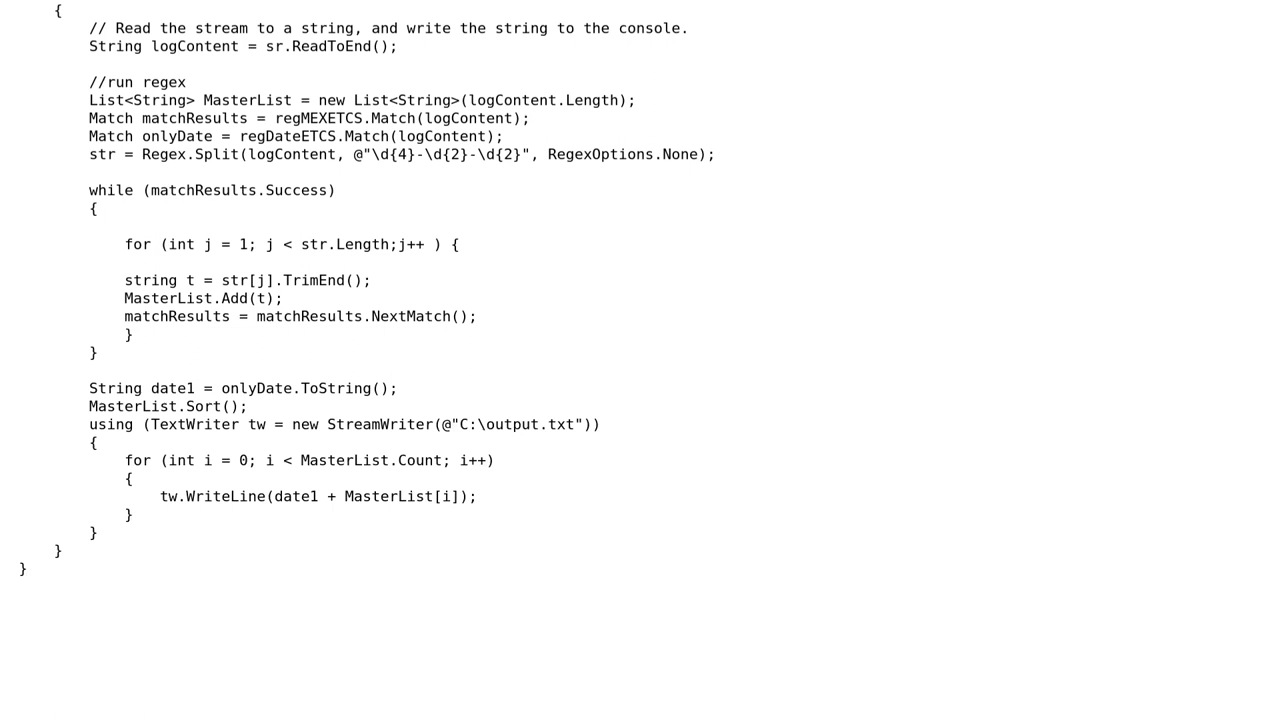 {
// Read the stream to a string, and write the string to the console.
String logContent = sr.ReadToEnd();
//run regex
List<String> MasterList = new List<String>(logContent.Length);
Match matchResults = regMEXETCS.Match(logContent);
Match onlyDate = regDateETCS.Match(logContent);
str = Regex.Split(logContent, @"\d{4}-\d{2}-\d{2}", RegexOptions.None);
while (matchResults.Success)
{
for (int j = 1; j < str.Length;j++ ) {
string t = str[j].TrimEnd();
MasterList.Add(t);
matchResults = matchResults.NextMatch();
}
}
String date1 = onlyDate.ToString();
MasterList.Sort();
using (TextWriter tw = new StreamWriter(@"C:\output.txt"))
{
for (int i = 0; i < MasterList.Count; i++)
{
tw.WriteLine(date1 + MasterList[i]);
}
}
}
}